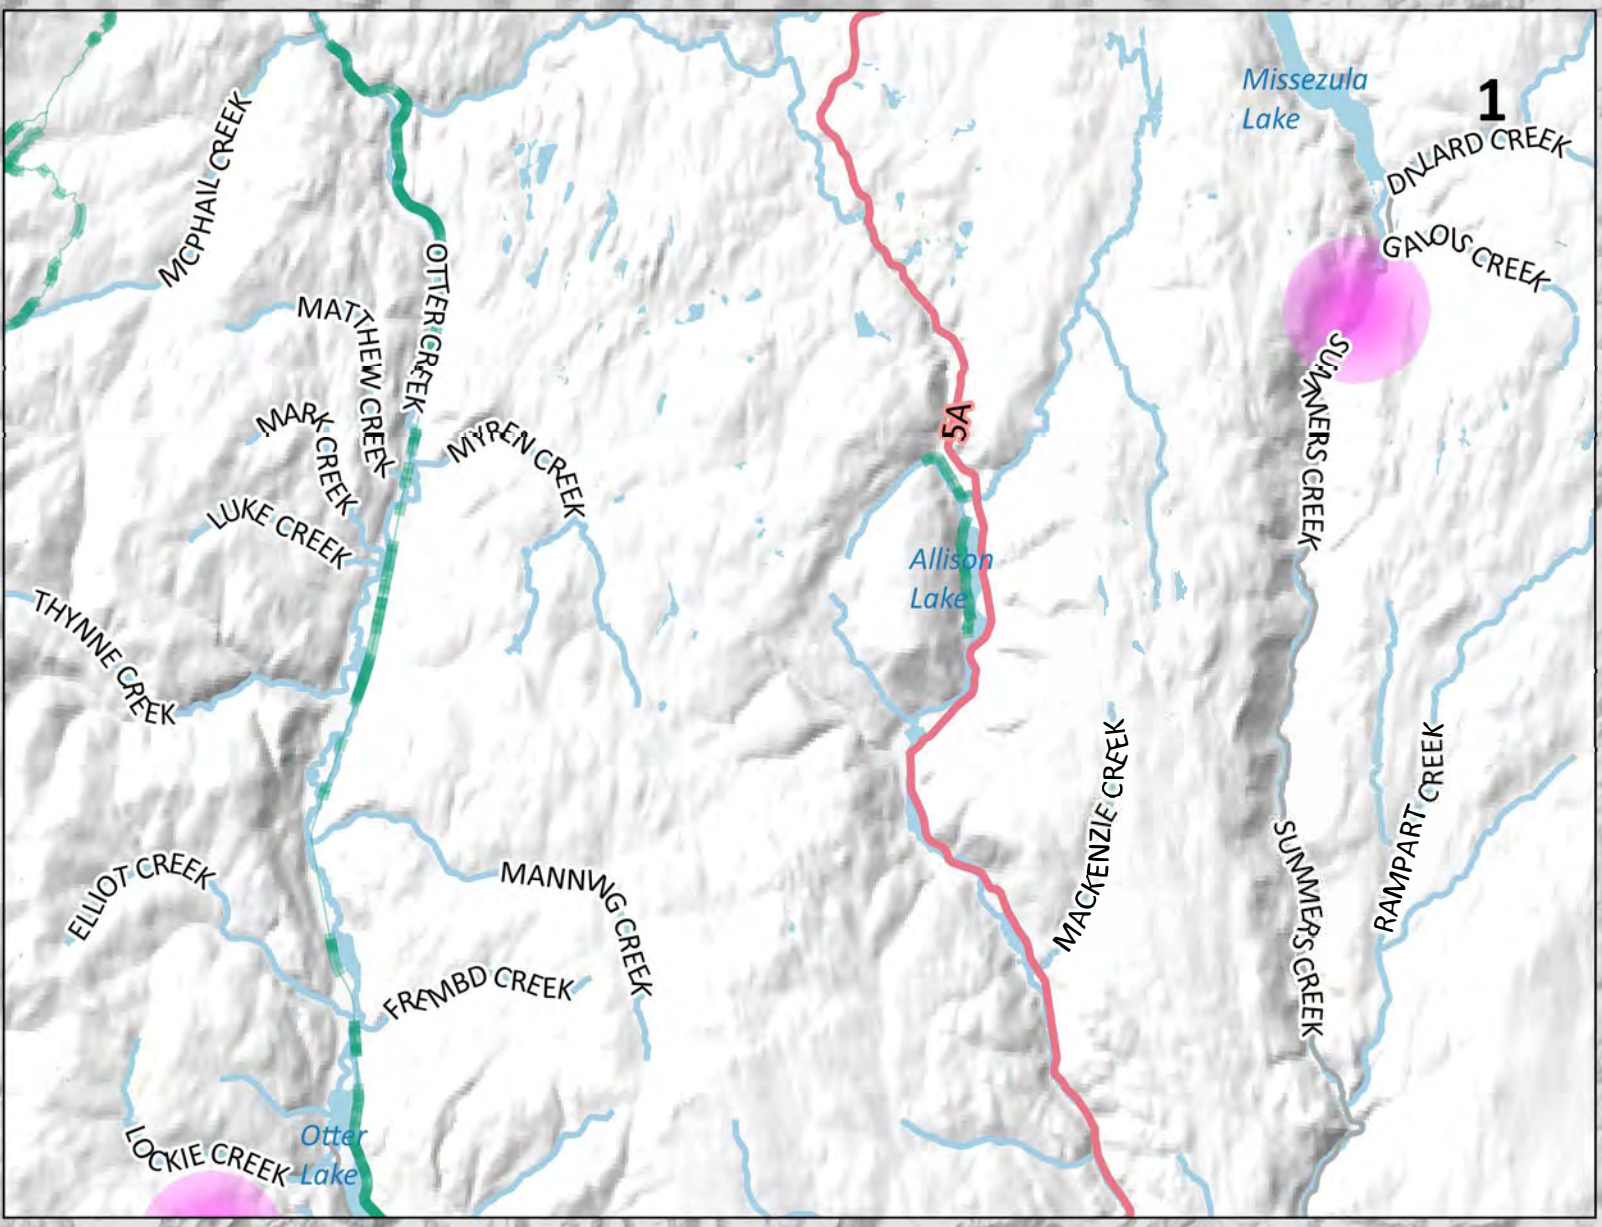 Missezula
Lake
1
MCPHAIL CREEK
DILLARD CREEK
GALOUS CREEK
OTTER CREEK
MATTHEW CREEK
SUMMERS CREEK
MARK CREEK
5A
MYREN CREEK
LUKE CREEK
Allison
Lake
THYNNE CREEK
MACKENZIE CREEK
RAMPART CREEK
SUMMERS CREEK
ELLIOT CREEK
MANNING CREEK
FREMBD CREEK
LOCKIE CREEK
Otter
Lake